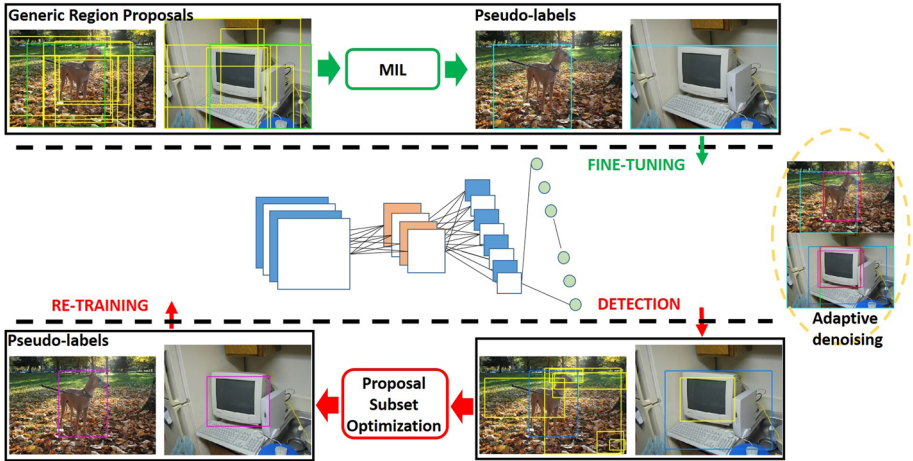 Generic Region Proposals
MIL
Pseudo-labels
FINE-TUNING
RE-TRAINING
DETECTION
Adaptive
denoising
Pseudo-labels
Proposal
Subset
Optimization